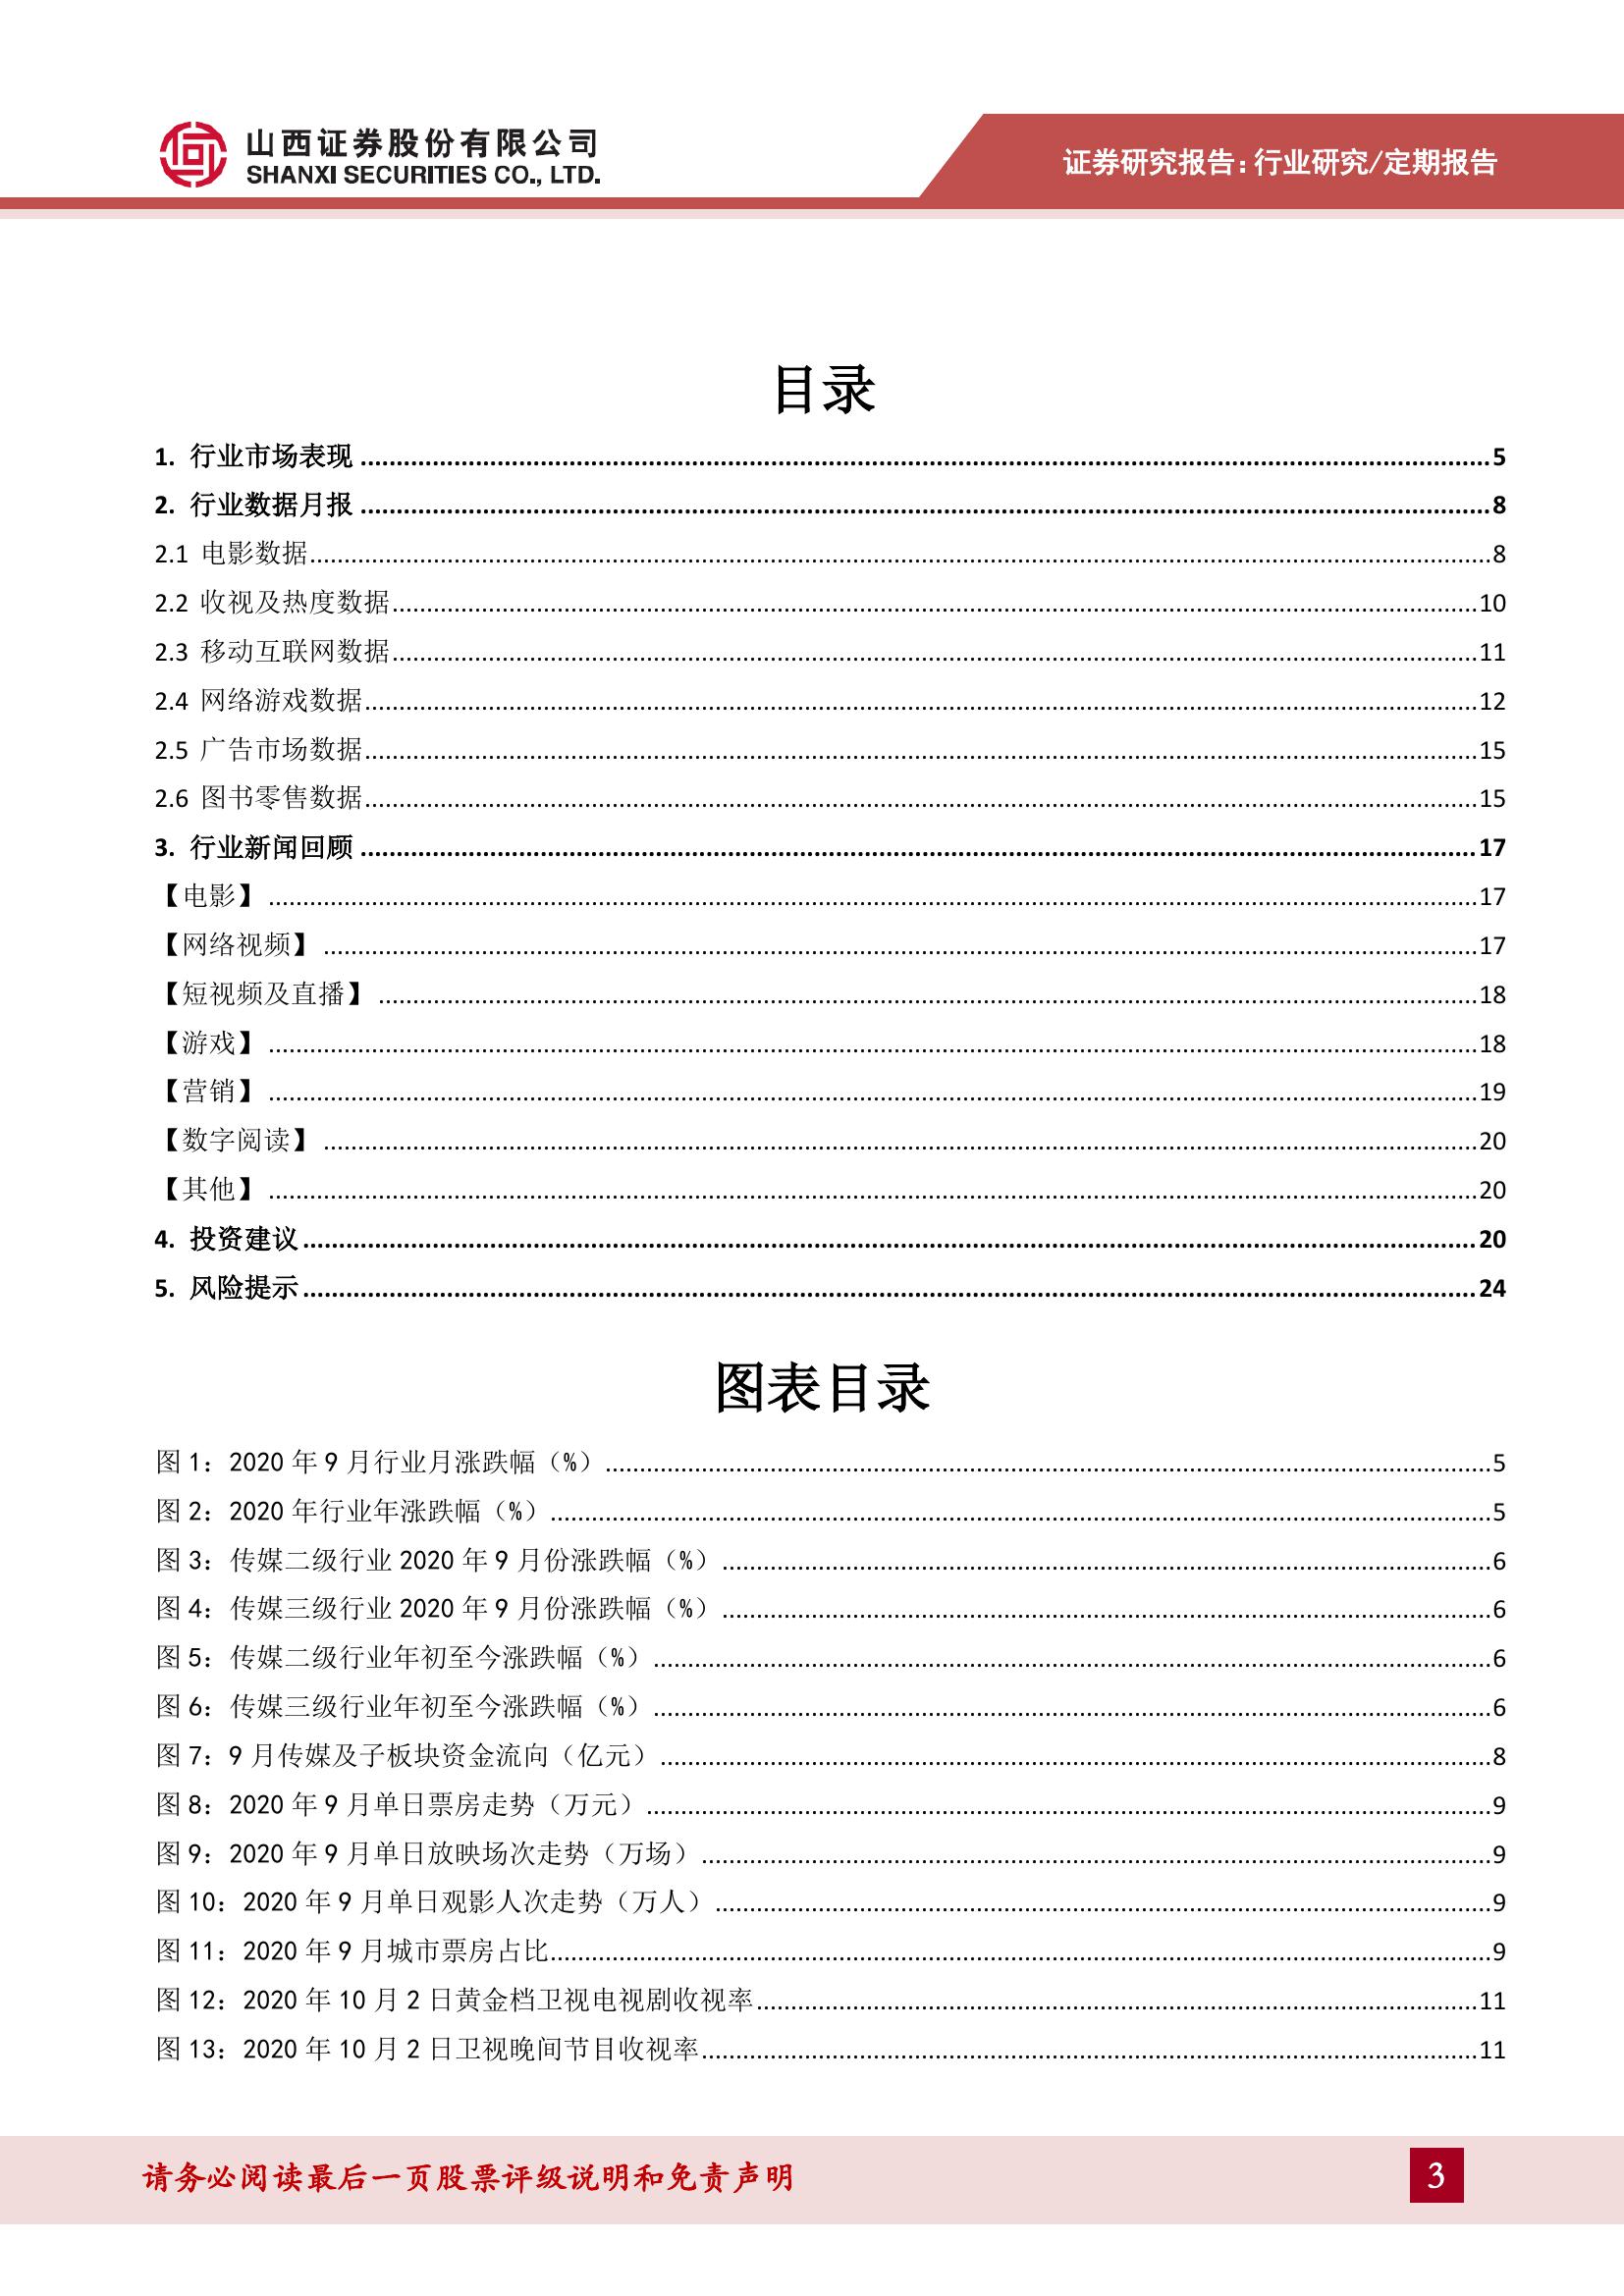 山西证券股份有限公司
SHANXI SECURITIES CO., LTD.
证券研究报告:行业研究/定期报告
目录
1. 行业市场表现 5
2. 行业数据月报 8
2.1 电影数据 8
2.2 收视及热度数据 10
2.3 移动互联网数据 11
2.4 网络游戏数据 12
2.5 广告市场数据 15
2.6 图书零售数据 15
3. 行业新闻回顾 17
【电影】 17
【网络视频】 17
【短视频及直播】 18
【游戏】 18
【营销】 19
【数字阅读】 20
【其他】 20
4. 投资建议 20
5. 风险提示 24
图表目录
图 1：2020 年 9 月行业月涨跌幅（%） 5
图 2：2020 年行业年涨跌幅（%） 5
图 3：传媒二级行业 2020 年 9 月份涨跌幅（%） 6
图 4：传媒三级行业 2020 年 9 月份涨跌幅（%） 6
图 5：传媒二级行业年初至今涨跌幅（%） 6
图 6：传媒三级行业年初至今涨跌幅（%） 6
图 7：9 月传媒及子板块资金流向（亿元） 8
图 8：2020 年 9 月单日票房走势（万元） 9
图 9：2020 年 9 月单日放映场次走势（万场） 9
图 10：2020 年 9 月单日观影人次走势（万人） 9
图 11：2020 年 9 月城市票房占比 9
图 12：2020 年 10 月 2 日黄金档卫视电视剧收视率 11
图 13：2020 年 10 月 2 日卫视晚间节目收视率 11
请务必阅读最后一页股票评级说明和免责声明
3